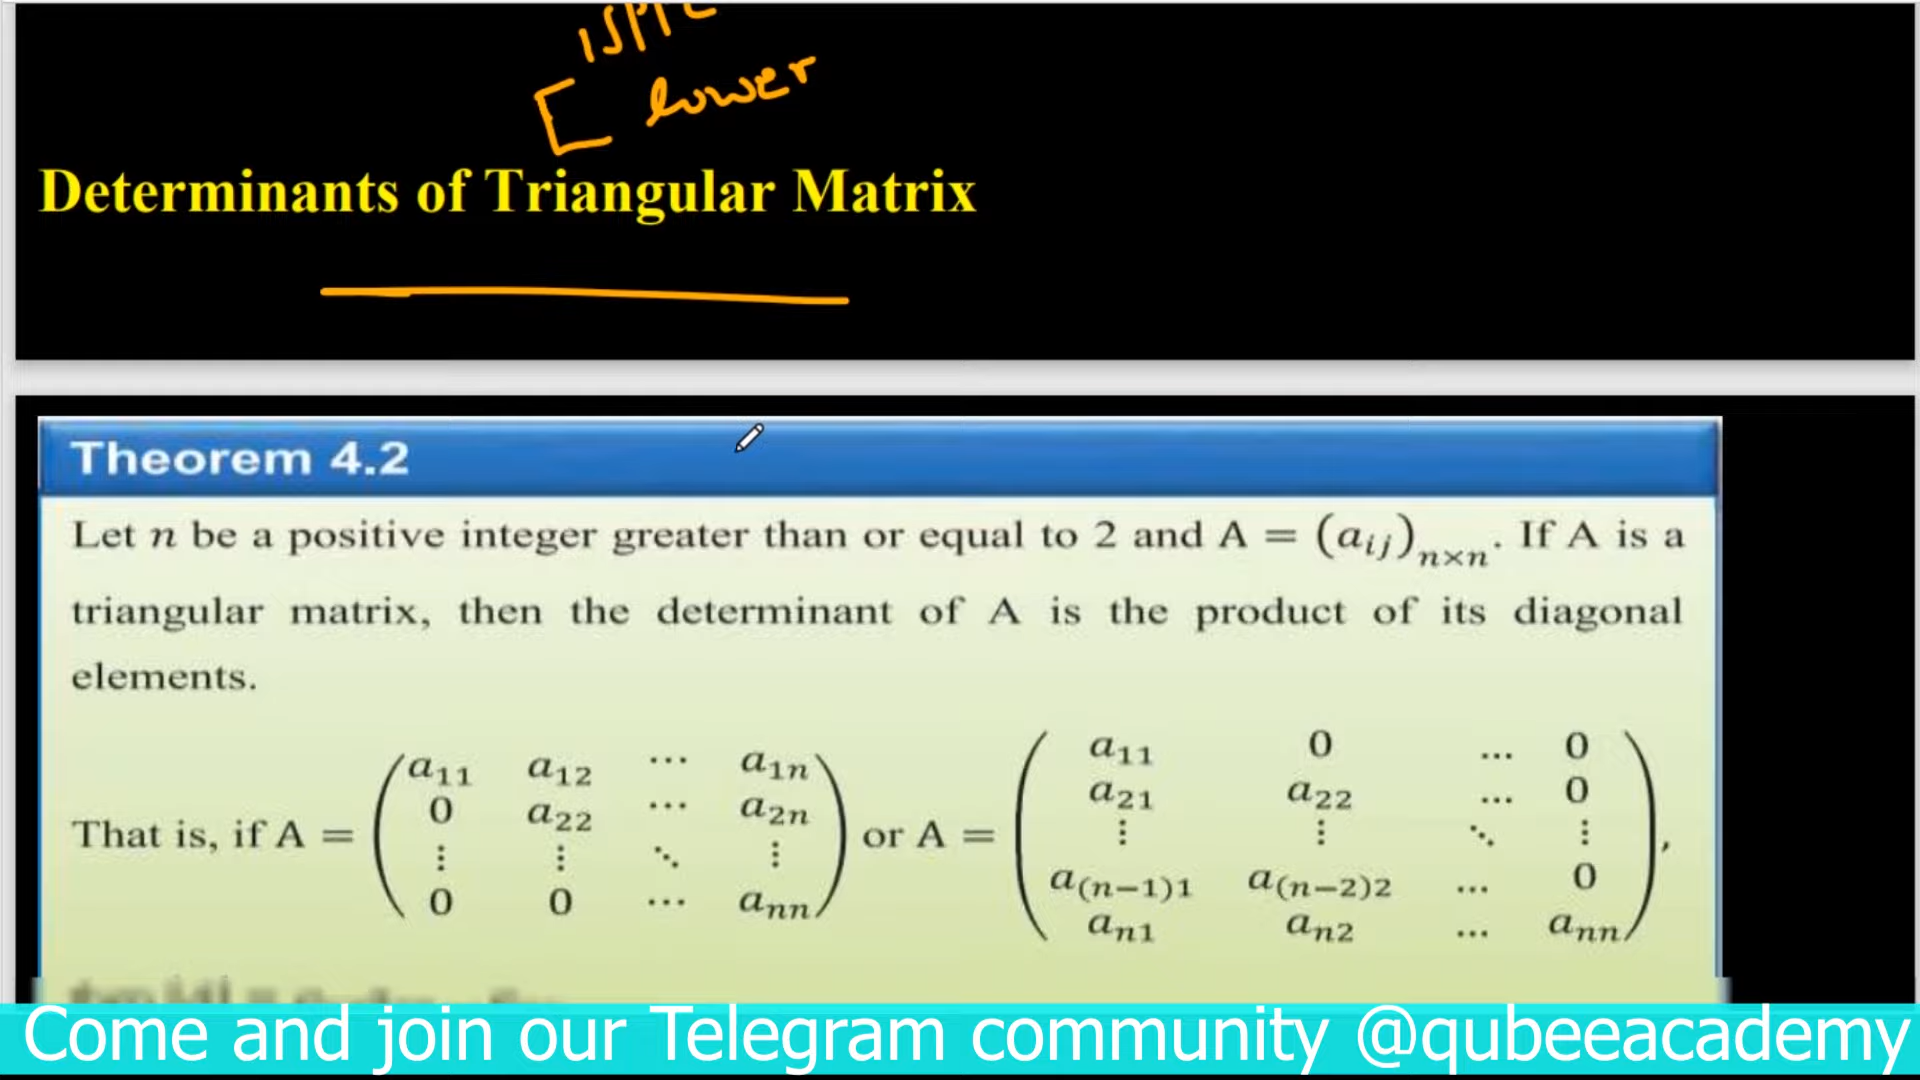 lower
Determinants of Triangular Matrix
Theorem 4.2
Let n be a positive integer greater than or equal to 2 and A = (aij)n×n. If A is a
triangular matrix, then the determinant of A is the product of its diagonal
elements.
That is, if A = (a11 a12 ⋯ a1n
0 a22 ⋯ a2n
⋮ ⋮ ⋱ ⋮
0 0 ⋯ ann) or A = (a11 0 … 0
a21 a22 … 0
⋮ ⋮ ⋱ ⋮
a(n−1)1 a(n−2)2 … 0
an1 an2 … ann),
Come and join our Telegram community @qubeeacademy